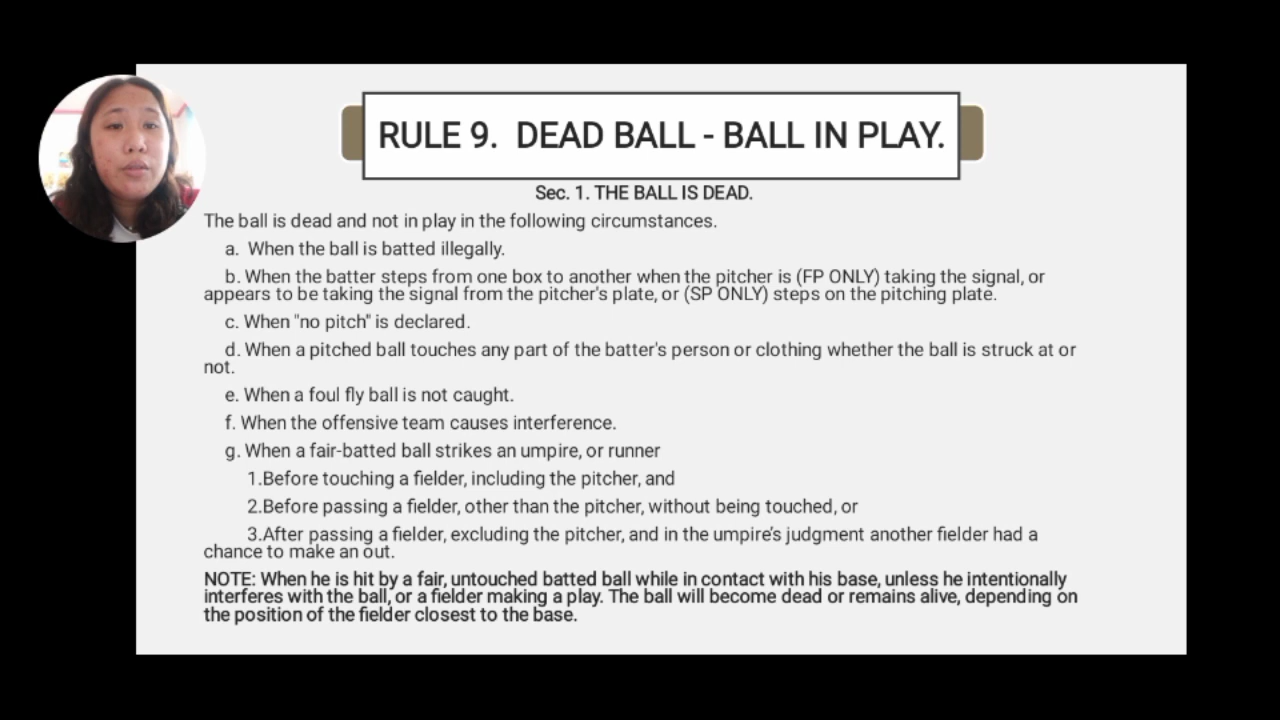 RULE 9. DEAD BALL - BALL IN PLAY.
Sec. 1. THE BALL IS DEAD.
The ball is dead and not in play in the following circumstances.
a. When the ball is batted illegally.
b. When the batter steps from one box to another when the pitcher is (FP ONLY) taking the signal, or
appears to be taking the signal from the pitcher's plate, or (SP ONLY) steps on the pitching plate.
c. When "no pitch" is declared.
d. When a pitched ball touches any part of the batter's person or clothing whether the ball is struck at or
not.
e. When a foul fly ball is not caught.
f. When the offensive team causes interference.
g. When a fair-batted ball strikes an umpire, or runner
1.Before touching a fielder, including the pitcher, and
2.Before passing a fielder, other than the pitcher, without being touched, or
3.After passing a fielder, excluding the pitcher, and in the umpire’s judgment another fielder had a
chance to make an out.
NOTE: When he is hit by a fair, untouched batted ball while in contact with his base, unless he intentionally
interferes with the ball, or a fielder making a play. The ball will become dead or remains alive, depending on
the position of the fielder closest to the base.